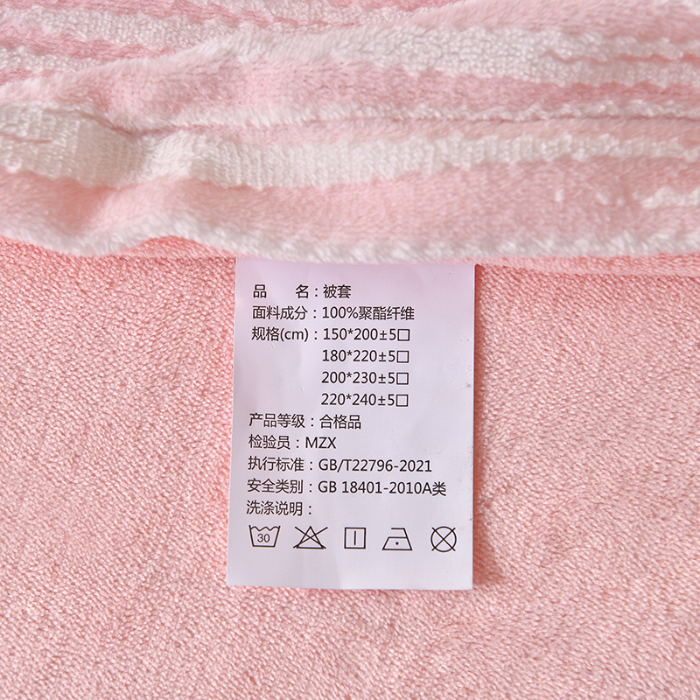 品　　名：被套
面料成分：100%聚酯纤维
规格(cm)：150*200±5□
180*220±5□
200*230±5□
220*240±5□
产品等级：合格品
检验员：MZX
执行标准：GB/T22796-2021
安全类别：GB 18401-2010A类
洗涤说明：
30